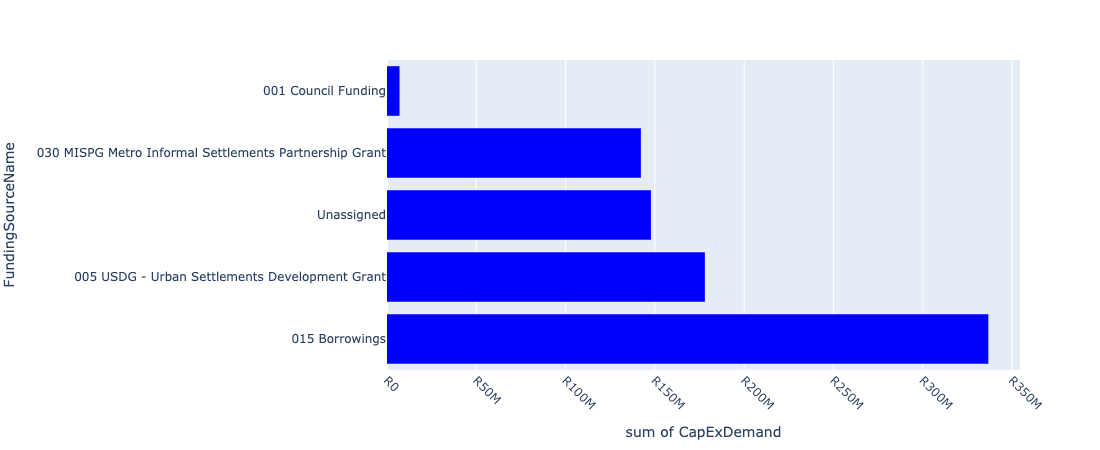 FundingSourceName
001 Council Funding
030 MISPG Metro Informal Settlements Partnership Grant
Unassigned
005 USDG - Urban Settlements Development Grant
015 Borrowings
R0
R50M
R100M
R150M
R200M
R250M
R300M
R350M
sum of CapExDemand